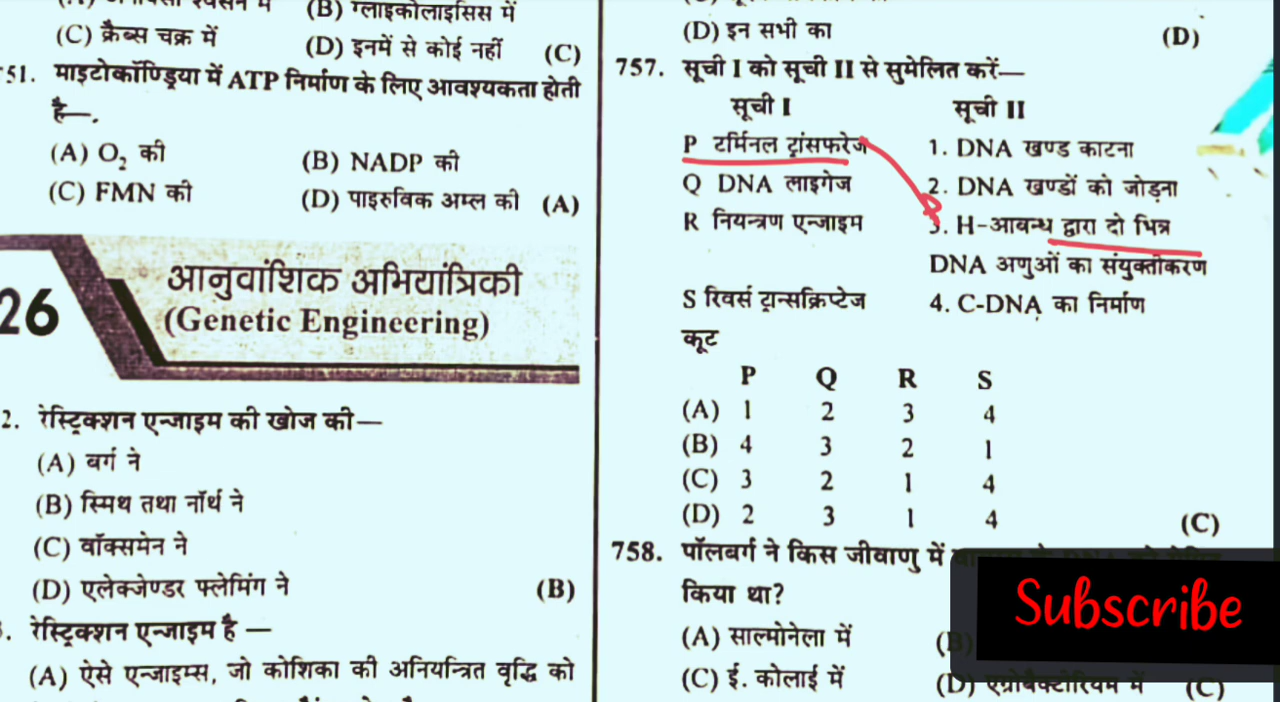 (B) ग्लाइकोलाइसिस में
(C) क्रैब्स चक्र में
(D) इनमें से कोई नहीं (C)
51. माइटोकॉण्ड्रिया में ATP निर्माण के लिए आवश्यकता होती
है—.
(A) O₂ की
(B) NADP की
(C) FMN की
(D) पाइरुविक अम्ल की (A)
26
आनुवांशिक अभियांत्रिकी
(Genetic Engineering)
2. रेस्ट्रिक्शन एन्जाइम की खोज की—
(A) बर्ग ने
(B) स्मिथ तथा नॉर्थ ने
(C) वॉक्समेन ने
(D) एलेक्जेण्डर फ्लेमिंग ने (B)
. रेस्ट्रिक्शन एन्जाइम है —
(A) ऐसे एन्जाइम्स, जो कोशिका की अनियन्त्रित वृद्धि को
(D) इन सभी का (D)
757. सूची I को सूची II से सुमेलित करें—
सूची I सूची II
P टर्मिनल ट्रांसफरेज 1. DNA खण्ड काटना
Q DNA लाइगेज 2. DNA खण्डों को जोड़ना
R नियन्त्रण एन्जाइम 3. H-आबन्ध द्वारा दो भिन्न
DNA अणुओं का संयुक्तीकरण
S रिवर्स ट्रान्सक्रिप्टेज 4. C-DNA का निर्माण
कूट
P Q R S
(A) 1 2 3 4
(B) 4 3 2 1
(C) 3 2 1 4
(D) 2 3 1 4 (C)
758. पॉलबर्ग ने किस जीवाणु में
किया था?
(A) साल्मोनेला में (B)
(C) ई. कोलाई में (D) एग्रोबैक्टीरियम में (C)
Subscribe